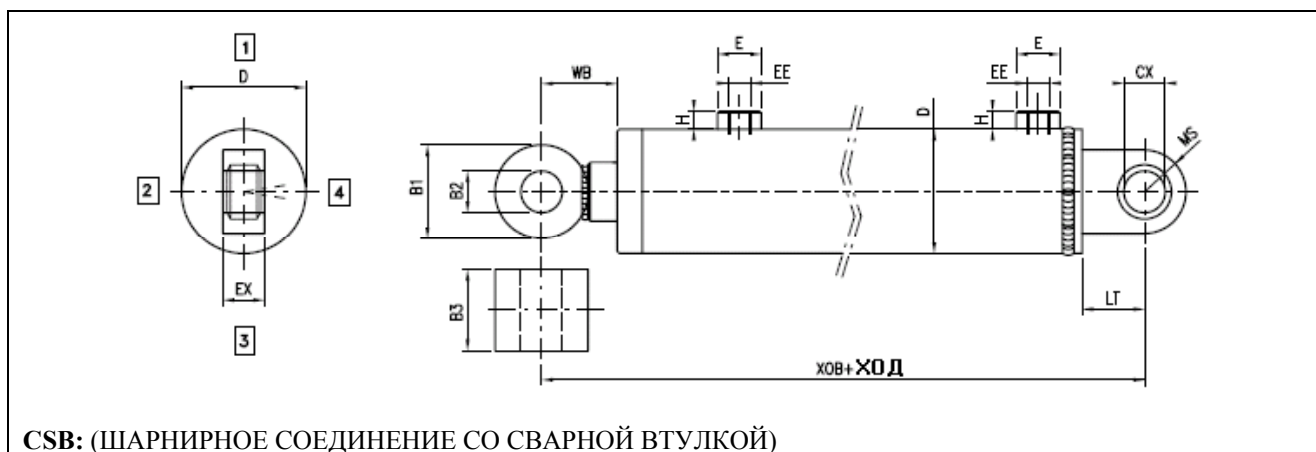 1
D
2
4
EX
3
WB
E
EE
H
B1
B2
B3
E
EE
H
D
CX
MS
LT
XOB+ХОД
CSB: (ШАРНИРНОЕ СОЕДИНЕНИЕ СО СВАРНОЙ ВТУЛКОЙ)